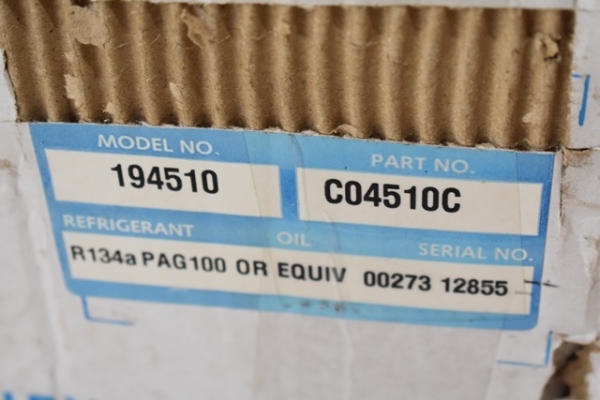 MODEL NO. PART NO.
194510 C04510C
REFRIGERANT OIL SERIAL NO.
R134a PAG100 OR EQUIV 00273 12855